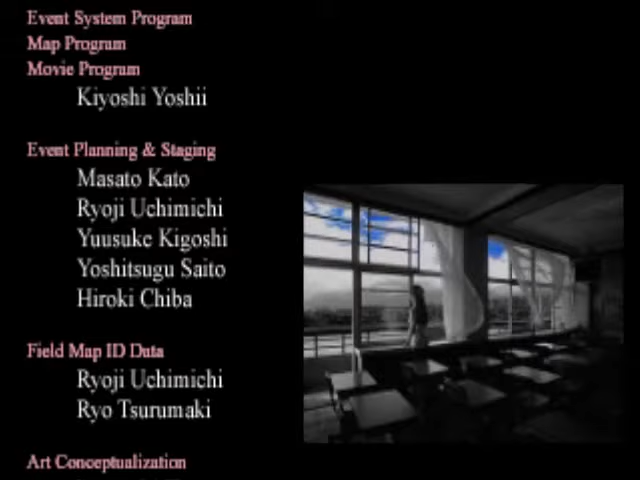 Event System Program
Map Program
Movie Program
Kiyoshi Yoshii
Event Planning & Staging
Masato Kato
Ryoji Uchimichi
Yuusuke Kigoshi
Yoshitsugu Saito
Hiroki Chiba
Field Map ID Data
Ryoji Uchimichi
Ryo Tsurumaki
Art Conceptualization